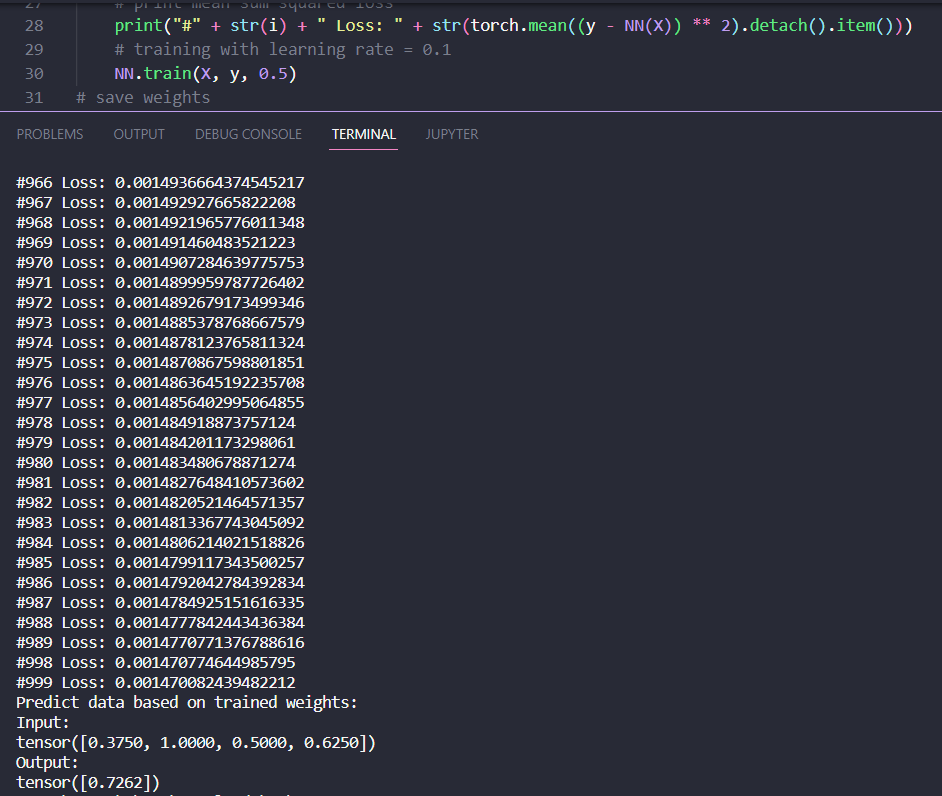 27 # print mean sum squared loss
28 print("#" + str(i) + " Loss: " + str(torch.mean((y - NN(X)) ** 2).detach().item()))
29 # training with learning rate = 0.1
30 NN.train(X, y, 0.5)
31 # save weights
PROBLEMS OUTPUT DEBUG CONSOLE TERMINAL JUPYTER
#966 Loss: 0.0014936664374545217
#967 Loss: 0.001492927665822208
#968 Loss: 0.0014921965776011348
#969 Loss: 0.001491460483521223
#970 Loss: 0.0014907284639775753
#971 Loss: 0.0014899959787726402
#972 Loss: 0.0014892679173499346
#973 Loss: 0.0014885378768667579
#974 Loss: 0.0014878123765811324
#975 Loss: 0.0014870867598801851
#976 Loss: 0.0014863645192235708
#977 Loss: 0.0014856402995064855
#978 Loss: 0.001484918873757124
#979 Loss: 0.001484201173298061
#980 Loss: 0.001483480678871274
#981 Loss: 0.0014827648410573602
#982 Loss: 0.0014820521464571357
#983 Loss: 0.0014813367743045092
#984 Loss: 0.0014806214021518826
#985 Loss: 0.0014799117343500257
#986 Loss: 0.0014792042784392834
#987 Loss: 0.0014784925151616335
#988 Loss: 0.0014777842443436384
#989 Loss: 0.0014770771376788616
#998 Loss: 0.001470774644985795
#999 Loss: 0.001470082439482212
Predict data based on trained weights:
Input:
tensor([0.3750, 1.0000, 0.5000, 0.6250])
Output:
tensor([0.7262])